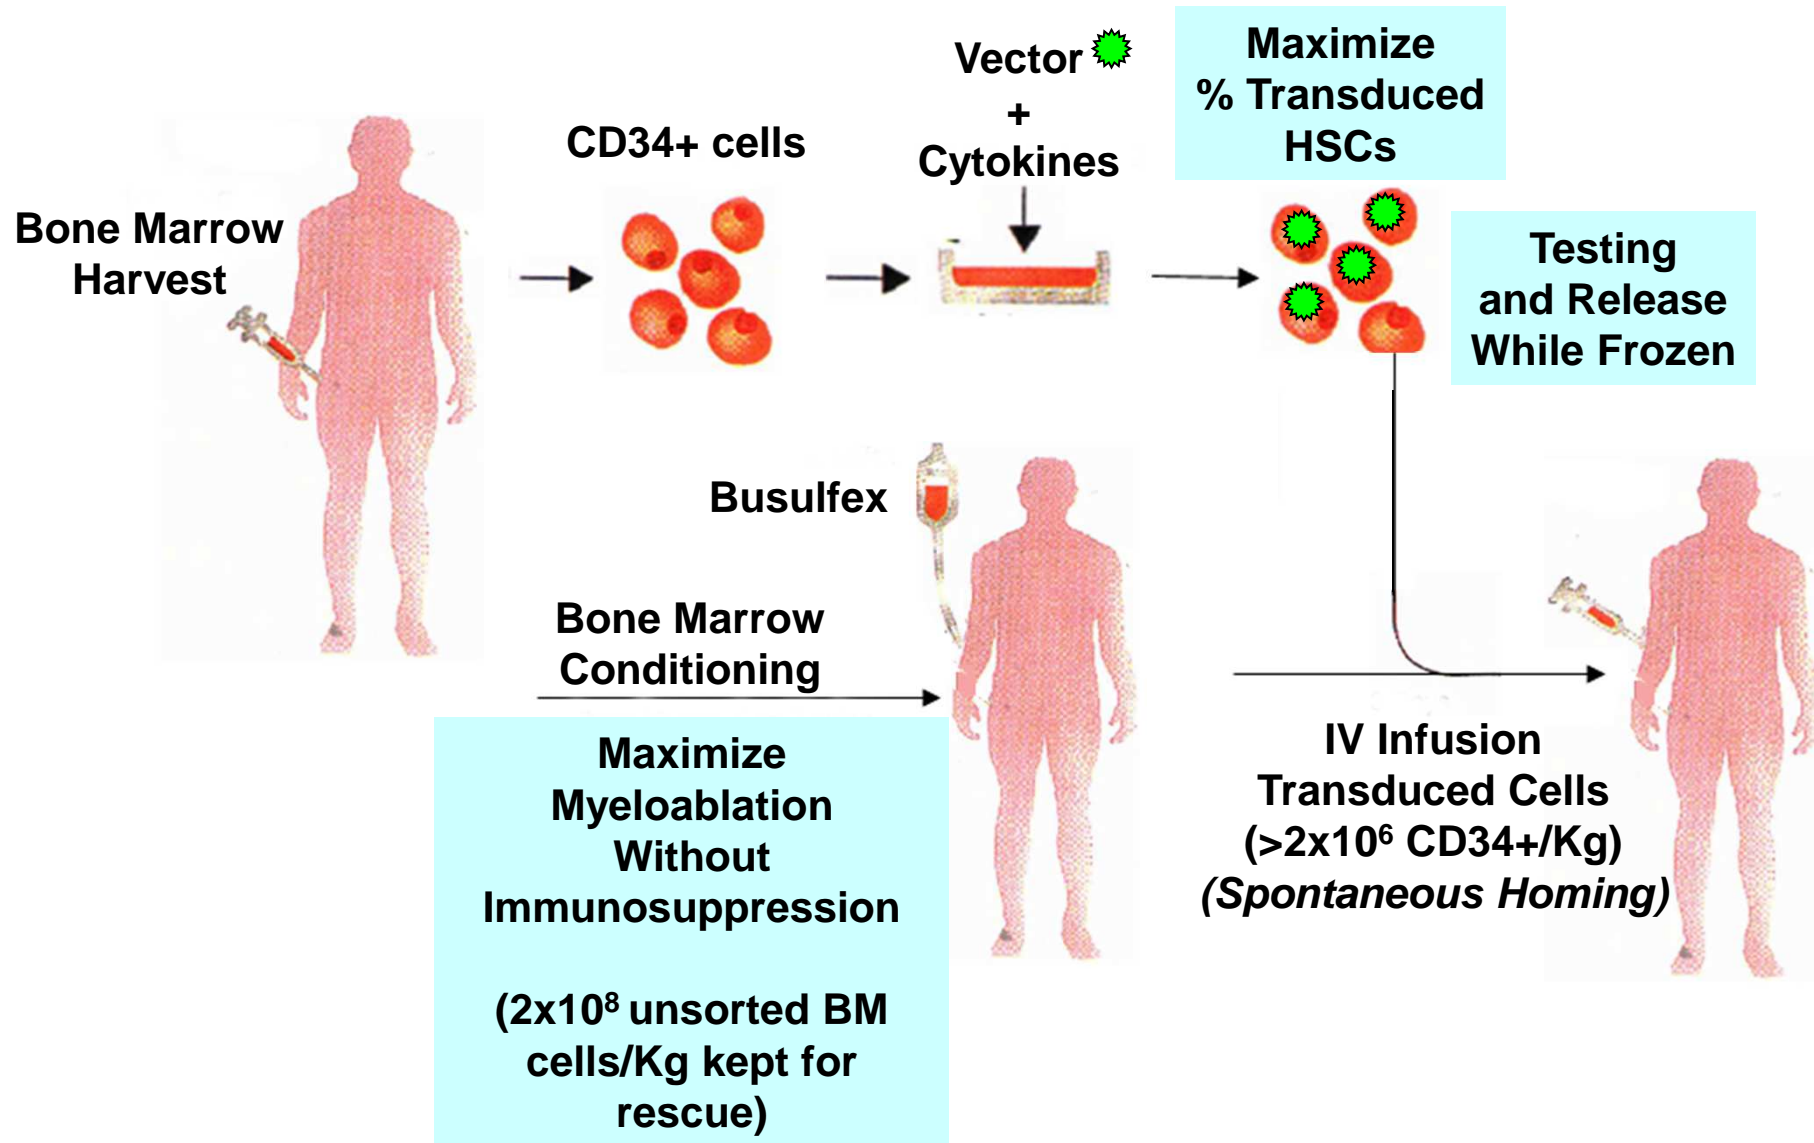 Bone Marrow
Harvest
CD34+ cells
Vector
+
Cytokines
Maximize
% Transduced
HSCs
Testing
and Release
While Frozen
Busulfex
Bone Marrow
Conditioning
Maximize
Myeloablation
Without
Immunosuppression
(2x10⁸ unsorted BM
cells/Kg kept for
rescue)
IV Infusion
Transduced Cells
(>2x10⁶ CD34+/Kg)
(Spontaneous Homing)